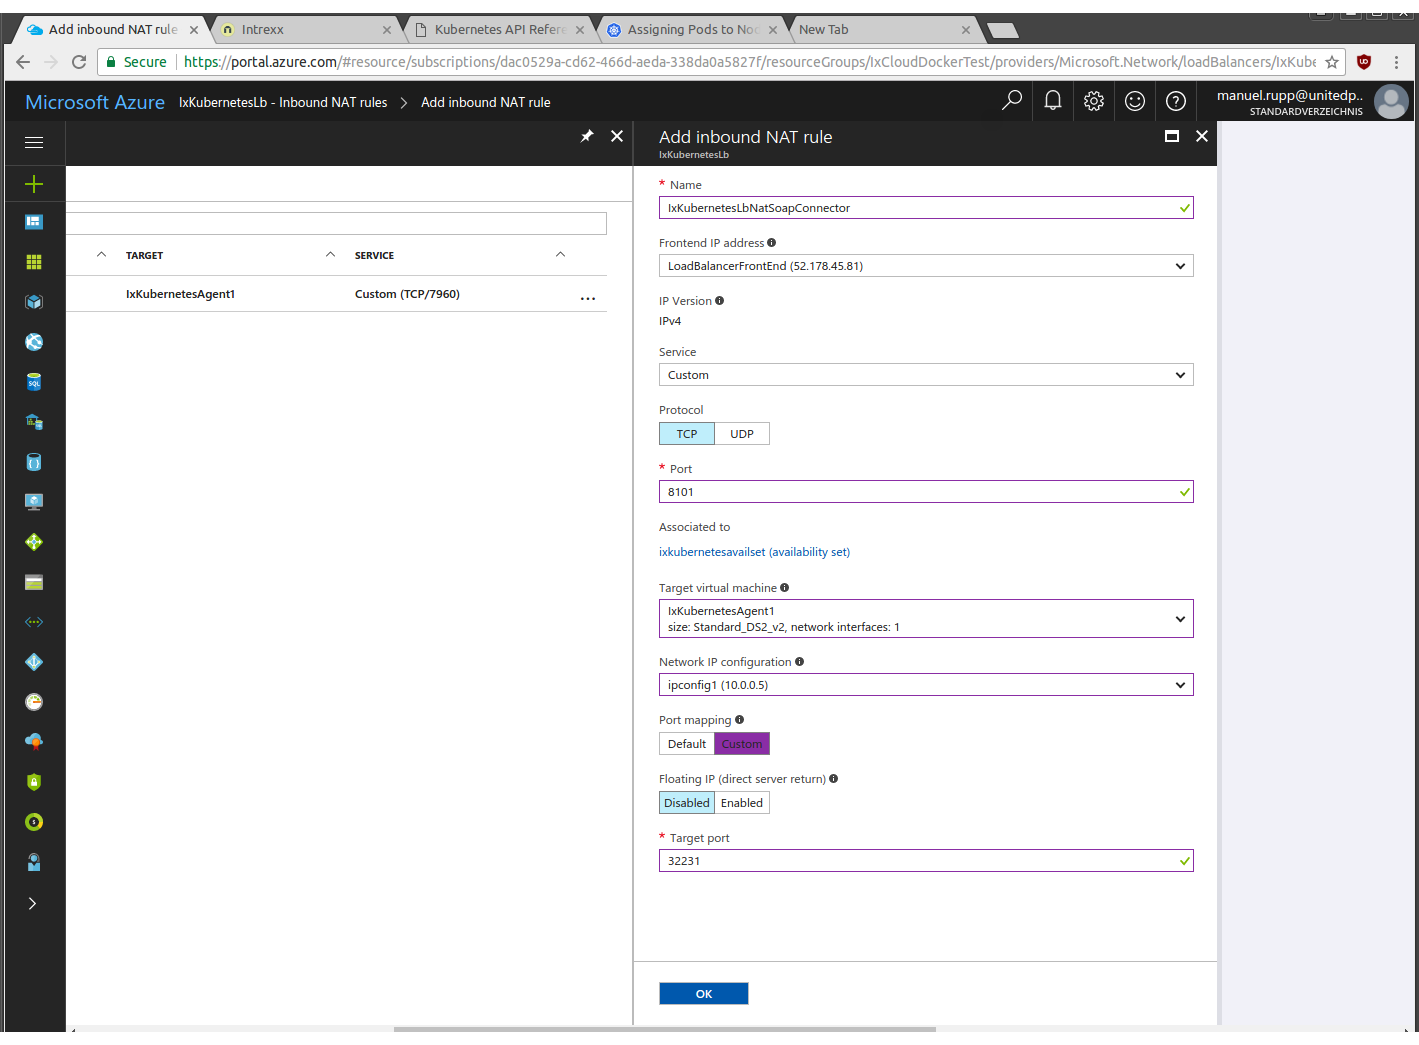 Add inbound NAT rule
Intrexx
Kubernetes API Refere
Assigning Pods to Noc
New Tab
Secure
https://portal.azure.com/#resource/subscriptions/dac0529a-cd62-466d-aeda-338da0a5827f/resourceGroups/IxCloudDockerTest/providers/Microsoft.Network/loadBalancers/IxKube
Microsoft Azure IxKubernetesLb - Inbound NAT rules > Add inbound NAT rule
manuel.rupp@unitedp..
STANDARDVERZEICHNIS
TARGET SERVICE
IxKubernetesAgent1 Custom (TCP/7960) ...
Add inbound NAT rule
IxKubernetesLb
* Name
IxKubernetesLbNatSoapConnector
Frontend IP address
LoadBalancerFrontEnd (52.178.45.81)
IP Version
IPv4
Service
Custom
Protocol
TCP UDP
* Port
8101
Associated to
ixkubernetesavailset (availability set)
Target virtual machine
IxKubernetesAgent1
size: Standard_DS2_v2, network interfaces: 1
Network IP configuration
ipconfig1 (10.0.0.5)
Port mapping
Default Custom
Floating IP (direct server return)
Disabled Enabled
* Target port
32231
OK